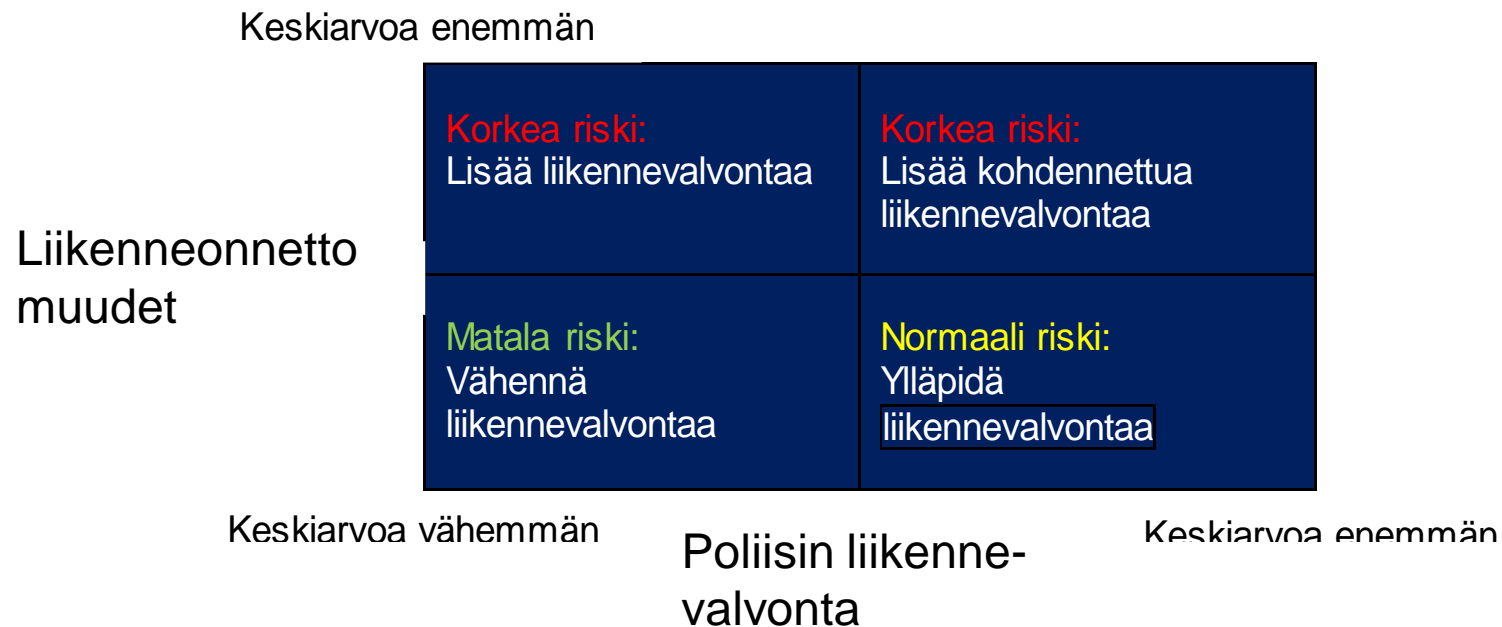 Keskiarvoa enemmän
Korkea riski:
Lisää liikennevalvontaa
Korkea riski:
Lisää kohdennettua
liikennevalvontaa
Liikenneonnetto
muudet
Matala riski:
Vähennä
liikennevalvontaa
Normaali riski:
Ylläpidä
liikennevalvontaa
Keskiarvoa vähemmän
Poliisin liikenne-
valvonta
Keskiarvoa enemmän